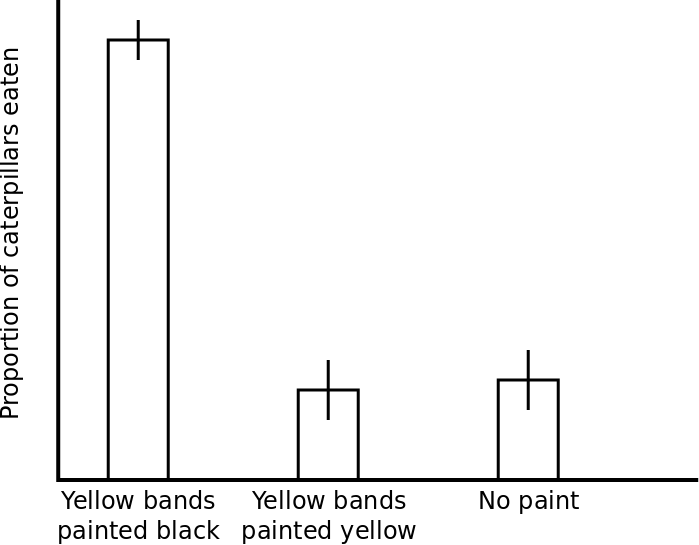 Proportion of caterpillars eaten
Yellow bands
painted black
Yellow bands
painted yellow
No paint